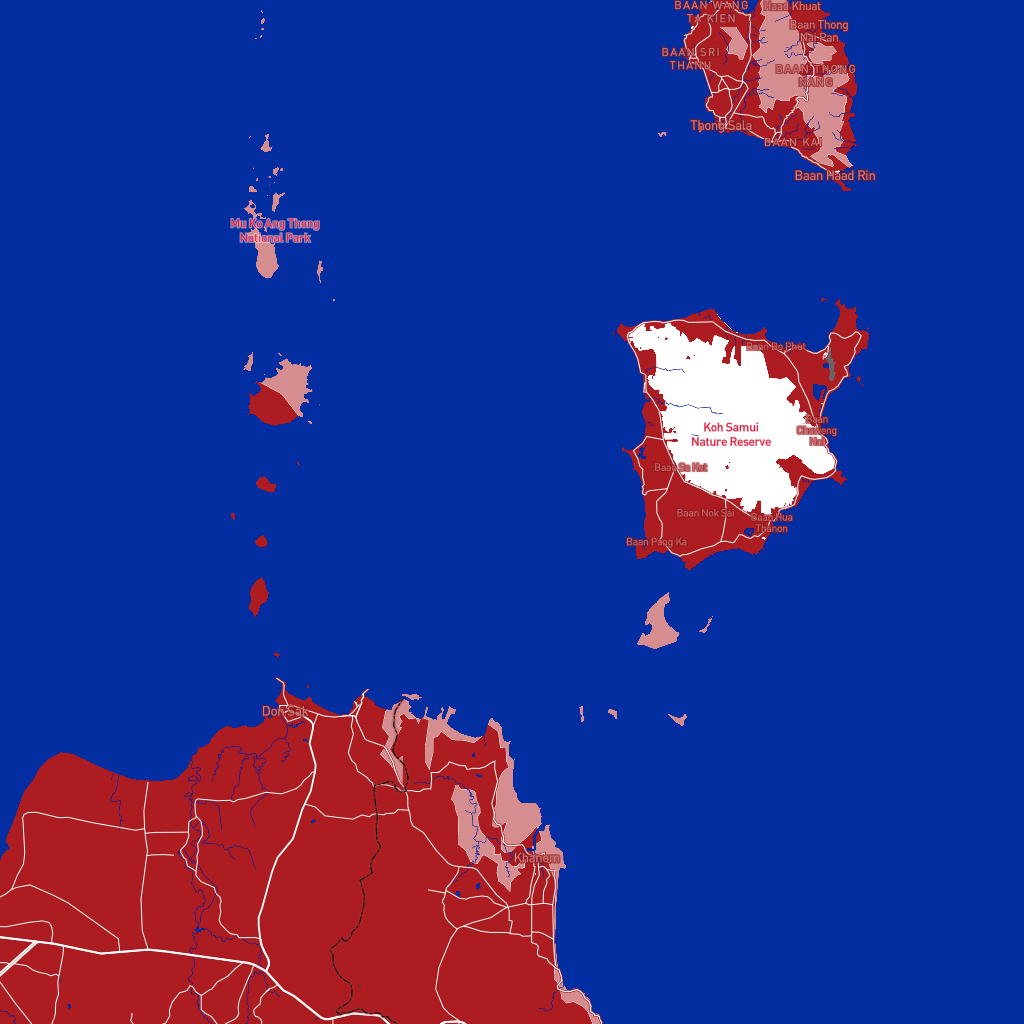 BAAN WANG
TA KIEN
Haad Khuat
Baan Thong
Nai Pan
BAAN SRI
THANU
BAAN THONG
NANG
Thong Sala
BAAN KAI
Baan Haad Rin
Mu Ko Ang Thong
National Park
Baan Bo Phut
Baan
Chaweng
Noi
Koh Samui
Nature Reserve
Baan Sa Ket
Baan Nok Sai
Baan Hua
Thanon
Baan Pang Ka
Don Sak
Khanom